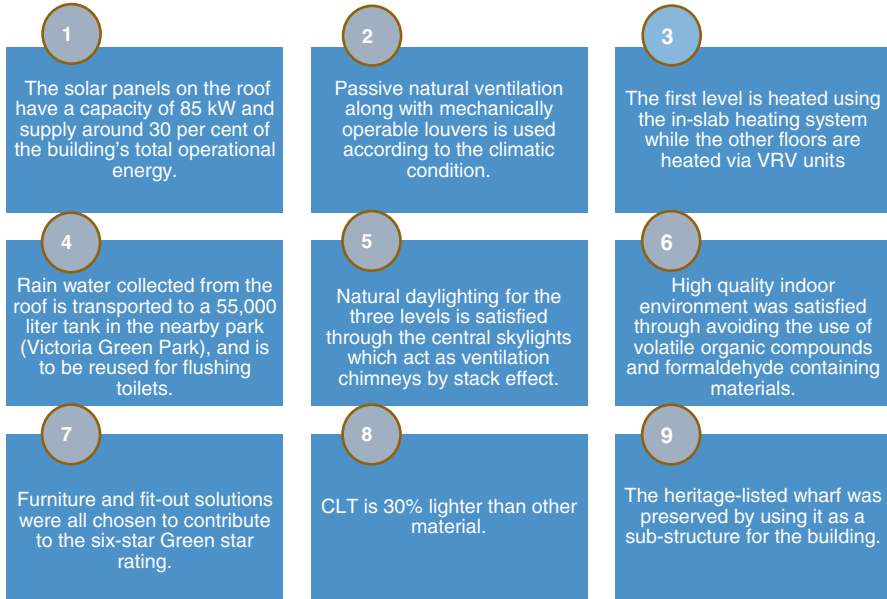 1
The solar panels on the roof
have a capacity of 85 kW and
supply around 30 per cent of
the building's total operational
energy.
2
Passive natural ventilation
along with mechanically
operable louvers is used
according to the climatic
condition.
3
The first level is heated using
the in-slab heating system
while the other floors are
heated via VRV units
4
Rain water collected from the
roof is transported to a 55,000
liter tank in the nearby park
(Victoria Green Park), and is
to be reused for flushing
toilets.
5
Natural daylighting for the
three levels is satisfied
through the central skylights
which act as ventilation
chimneys by stack effect.
6
High quality indoor
environment was satisfied
through avoiding the use of
volatile organic compounds
and formaldehyde containing
materials.
7
Furniture and fit-out solutions
were all chosen to contribute
to the six-star Green star
rating.
8
CLT is 30% lighter than other
material.
9
The heritage-listed wharf was
preserved by using it as a
sub-structure for the building.